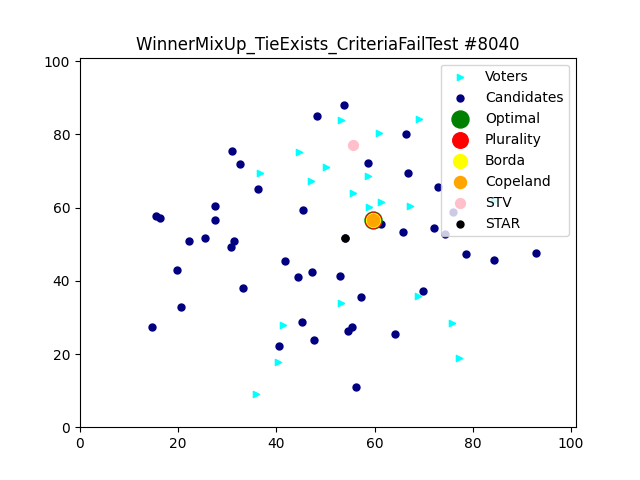 WinnerMixUp_TieExists_CriteriaFailTest #8040
100
80
60
40
20
0
0
20
40
60
80
100
Voters
Candidates
Optimal
Plurality
Borda
Copeland
STV
STAR